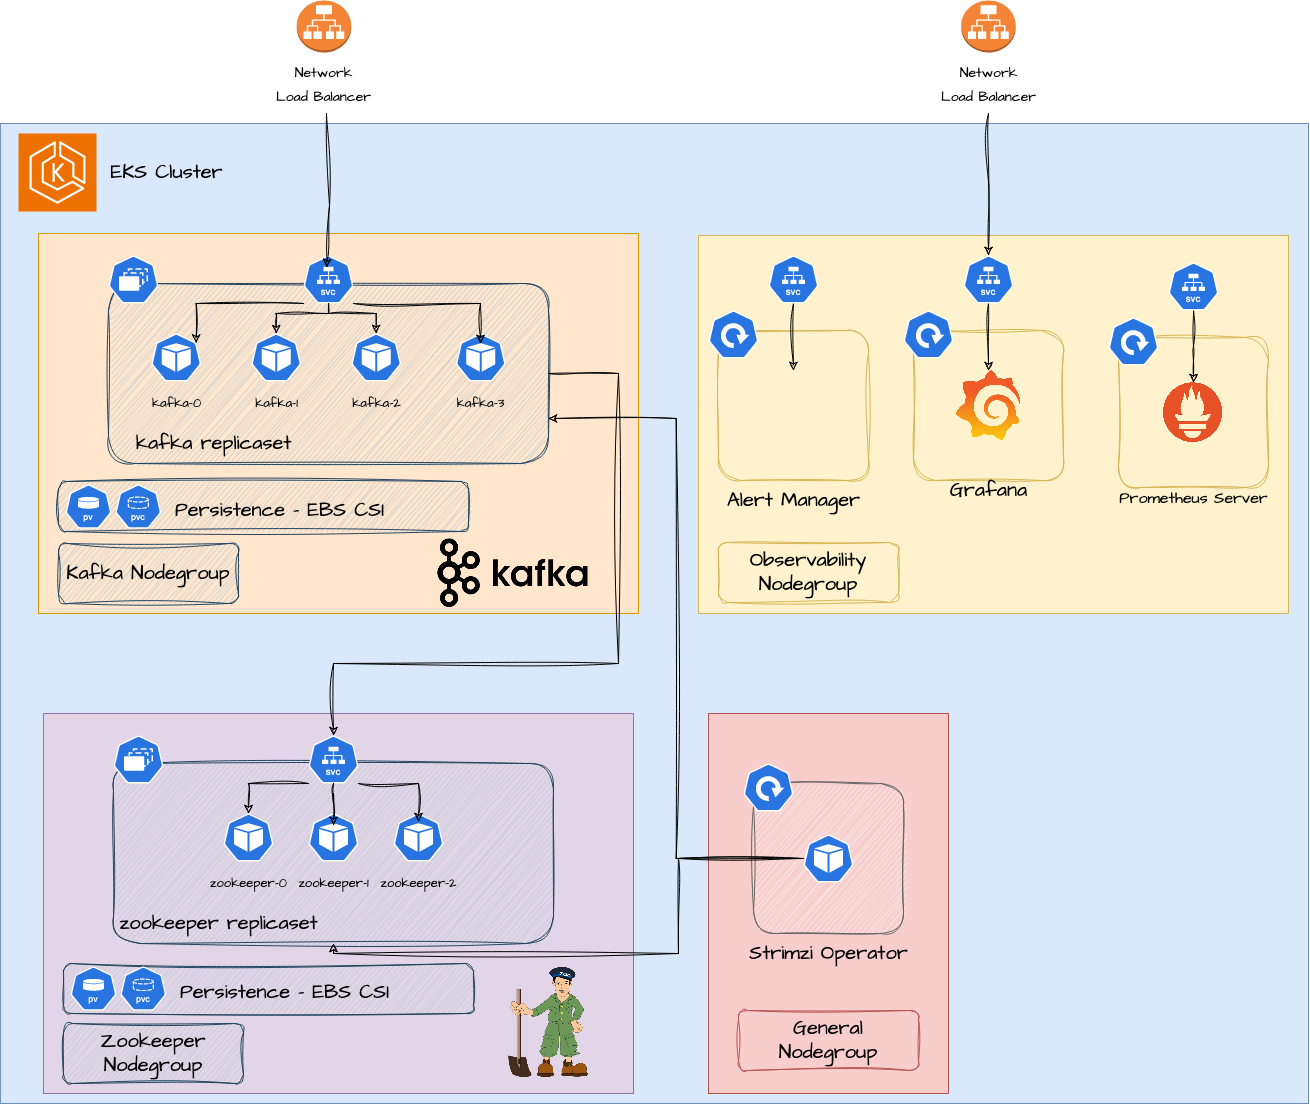 Network
Load Balancer
Network
Load Balancer
K
EKS Cluster
svc
kafka-0
kafka-1
kafka-2
kafka-3
kafka replicaset
pv
pvc
Persistence - EBS CSI
Kafka Nodegroup
kafka
svc
svc
svc
Alert Manager
Grafana
Prometheus Server
Observability
Nodegroup
svc
zookeeper-0
zookeeper-1
zookeeper-2
zookeeper replicaset
pv
pvc
Persistence - EBS CSI
Zookeeper
Nodegroup
ZOO
Strimzi Operator
General
Nodegroup